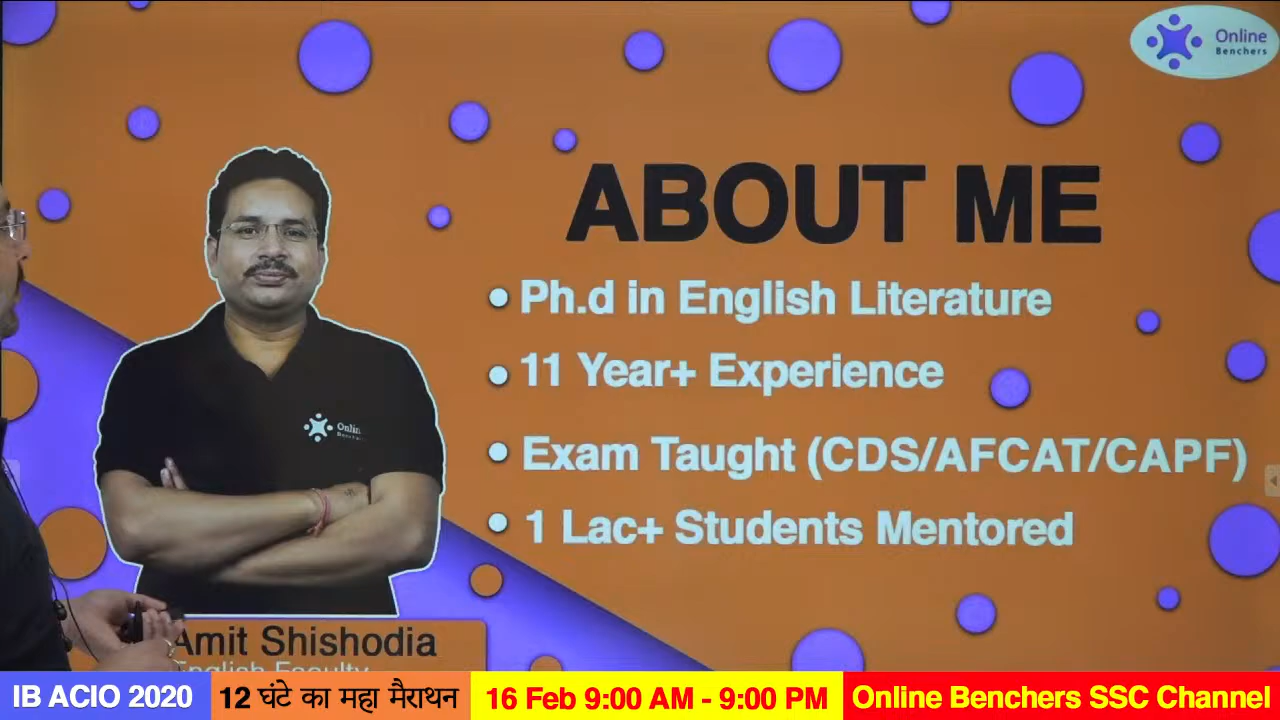 Online
Benchers
ABOUT ME
Ph.d in English Literature
11 Year+ Experience
Exam Taught (CDS/AFCAT/CAPF)
1 Lac+ Students Mentored
Amit Shishodia
English Faculty
IB ACIO 2020
12 घंटे का महा मैराथन
16 Feb 9:00 AM - 9:00 PM
Online Benchers SSC Channel